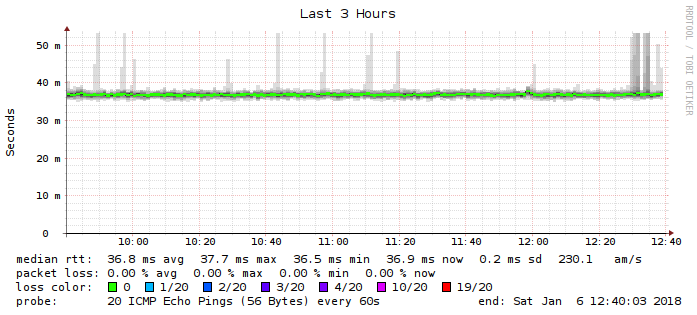 Last 3 Hours
RRDTOOL / TOBI OETIKER
Seconds
50 m
40 m
30 m
20 m
10 m
0
10:00 10:20 10:40 11:00 11:20 11:40 12:00 12:20 12:40
median rtt: 36.8 ms avg 37.7 ms max 36.5 ms min 36.9 ms now 0.2 ms sd 230.1 am/s
packet loss: 0.00 % avg 0.00 % max 0.00 % min 0.00 % now
loss color: 0 1/20 2/20 3/20 4/20 10/20 19/20
probe: 20 ICMP Echo Pings (56 Bytes) every 60s end: Sat Jan 6 12:40:03 2018